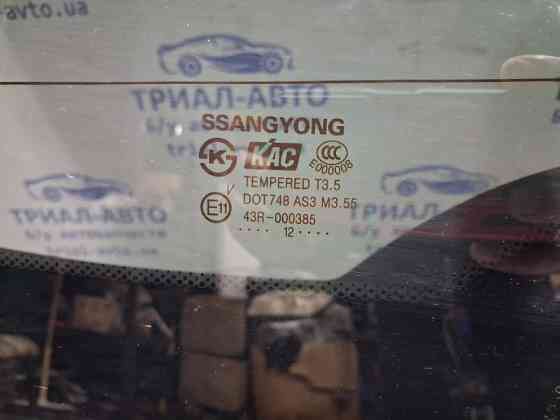 -avto.ua
ТРИАЛ-АВТО
SSANGYONG
KAC
CCC
E000008
TEMPERED T3.5
DOT748 AS3 M3.55
E11
43R-000385
.... 12 ....
ТРИАЛ-АВТО
ТРИАЛ-АВТО